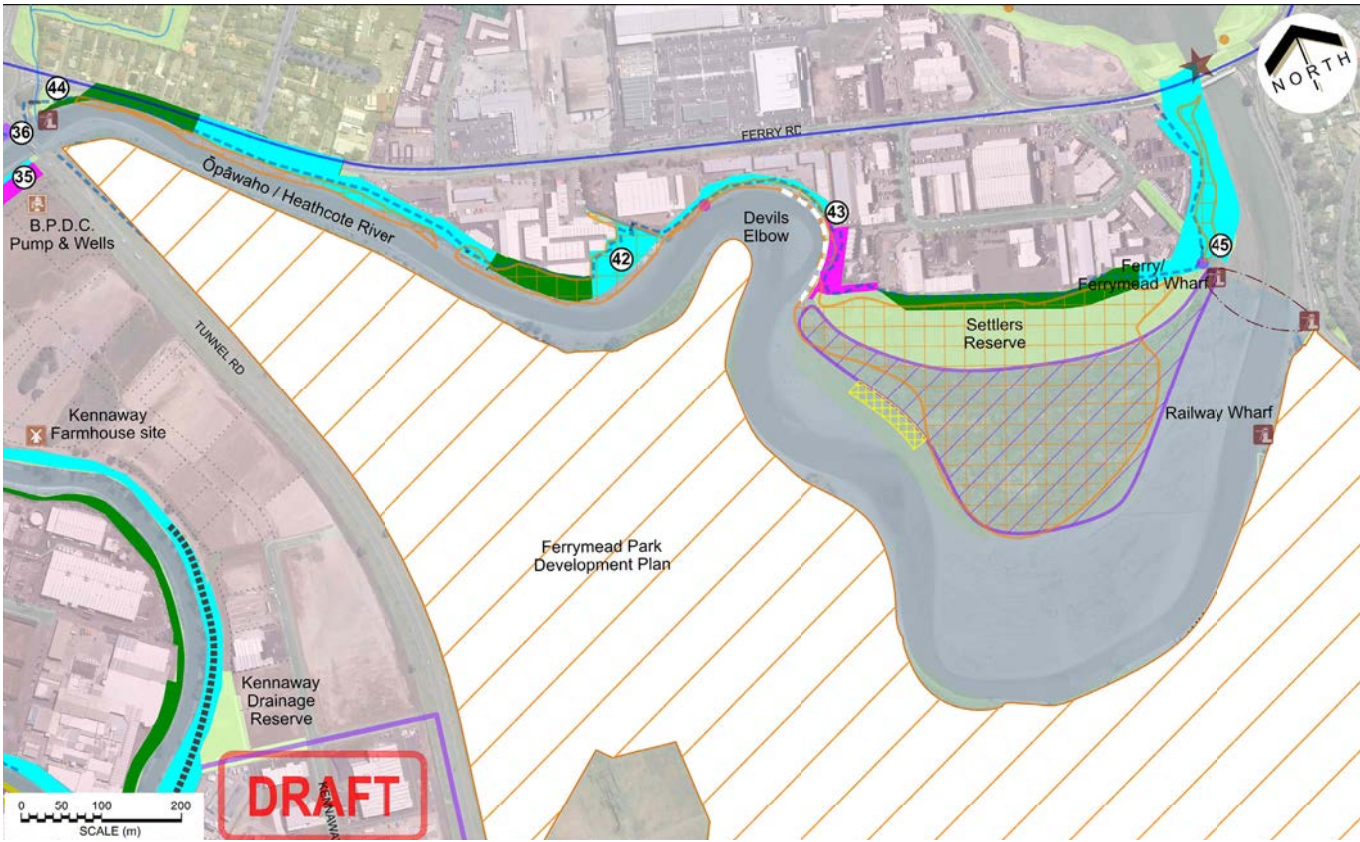 NORTH
44
36
FERRY RD
35
Ōpāwaho / Heathcote River
B.P.D.C.
Pump & Wells
43
Devils
Elbow
42
45
Ferry/
Ferrymead Wharf
Settlers
Reserve
TUNNEL RD
Railway Wharf
Kennaway
Farmhouse site
Ferrymead Park
Development Plan
Kennaway
Drainage
Reserve
DRAFT
KENNAWAY
0 50 100 200
SCALE (m)